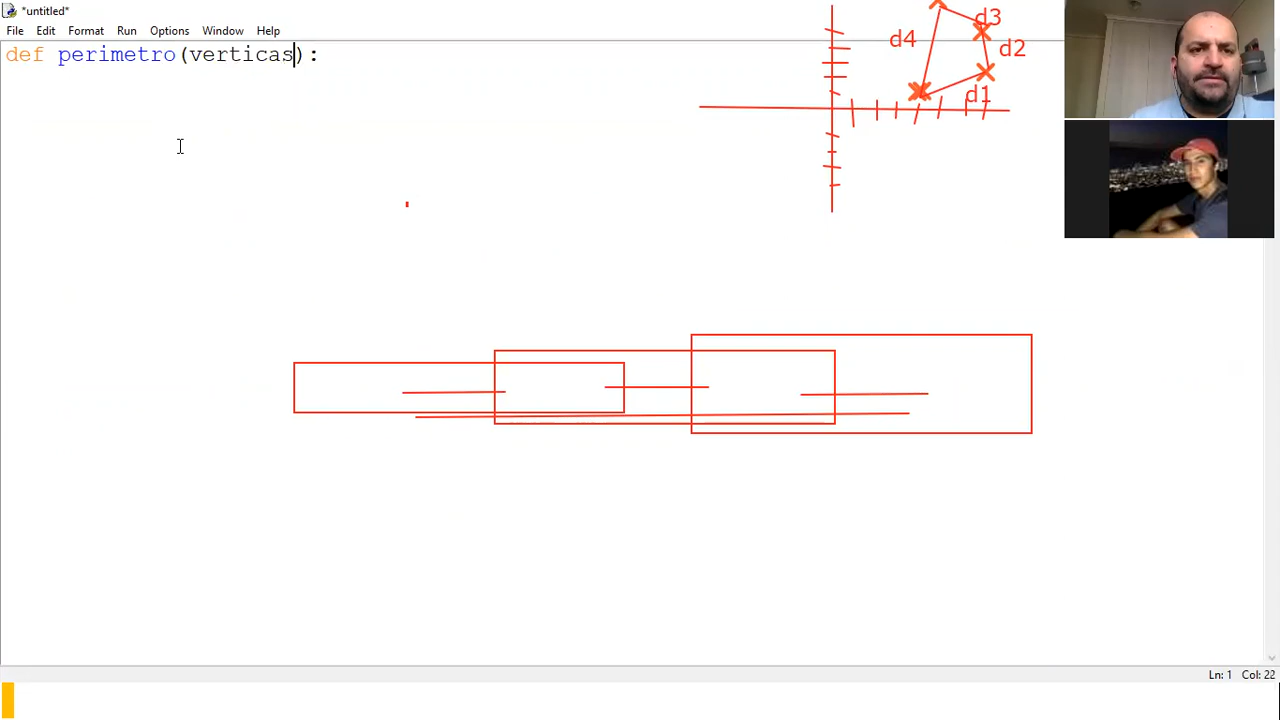 *untitled*
File Edit Format Run Options Window Help
def perimetro(verticas):
d3
d4
d2
d1
Ln: 1 Col: 22